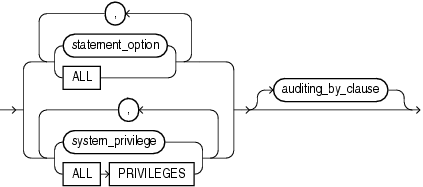 ,
statement_option
ALL
,
system_privilege
ALL PRIVILEGES
auditing_by_clause